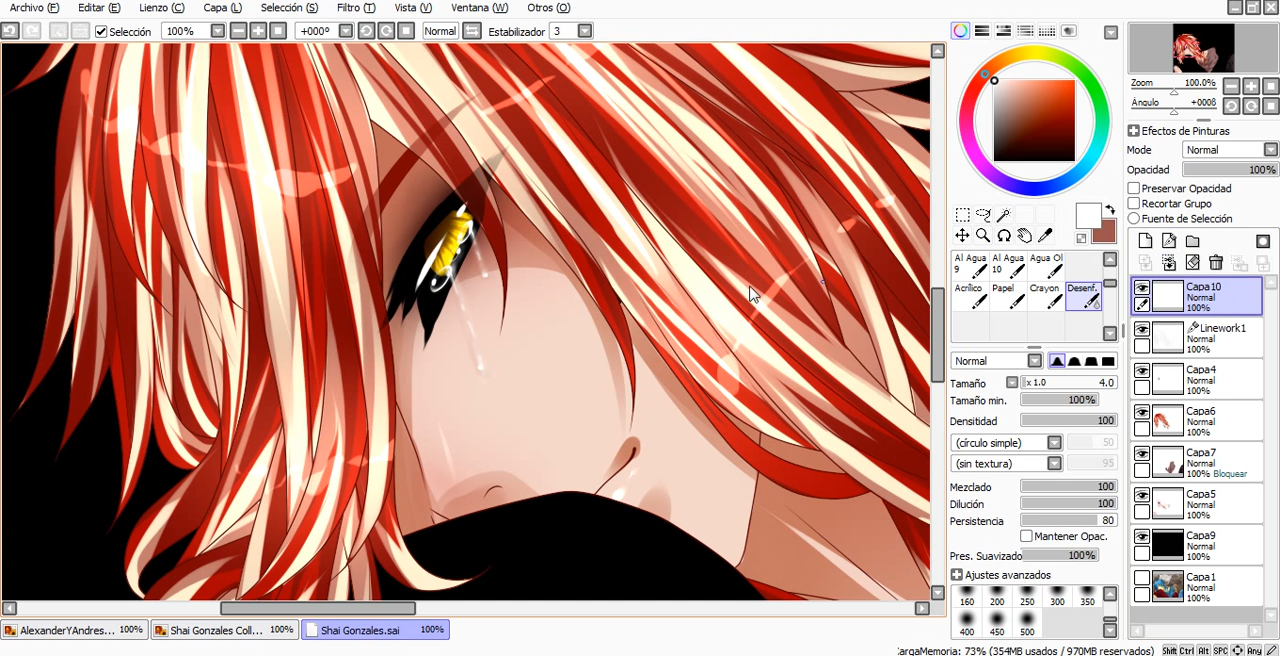 Archivo (F) Editar (E) Lienzo (C) Capa (L) Selección (S) Filtro (T) Vista (V) Ventana (W) Otros (O)
Selección 100% +000º Normal Estabilizador 3
Zoom 100.0%
Ángulo +0008
Efectos de Pinturas
Modo Normal
Opacidad 100%
Preservar Opacidad
Recortar Grupo
Fuente de Selección
Al Agua 9 Al Agua 10 Agua Ol
Acrílico Papel Crayon Desenf.
Normal
Tamaño x 1.0 4.0
Tamaño min. 100%
Densitidad 100
(círculo simple) 50
(sin textura) 95
Mezclado 100
Dilución 100
Persistencia 80
Mantener Opac.
Pres. Suavizado 100%
Ajustes avanzados
160 200 250 300 350
400 450 500
Capa10
Normal
100%
Linework1
Normal
100%
Capa4
Normal
100%
Capa6
Normal
100%
Capa7
Normal
100% Bloquear
Capa5
Normal
100%
Capa9
Normal
100%
Capa1
Normal
100%
AlexanderYAndres... 100% Shai Gonzales Coll... 100% Shai Gonzales.sai 100%
CargaMemoria: 73% (354MB usados / 970MB reservados) Shift Ctrl Alt SPC Any